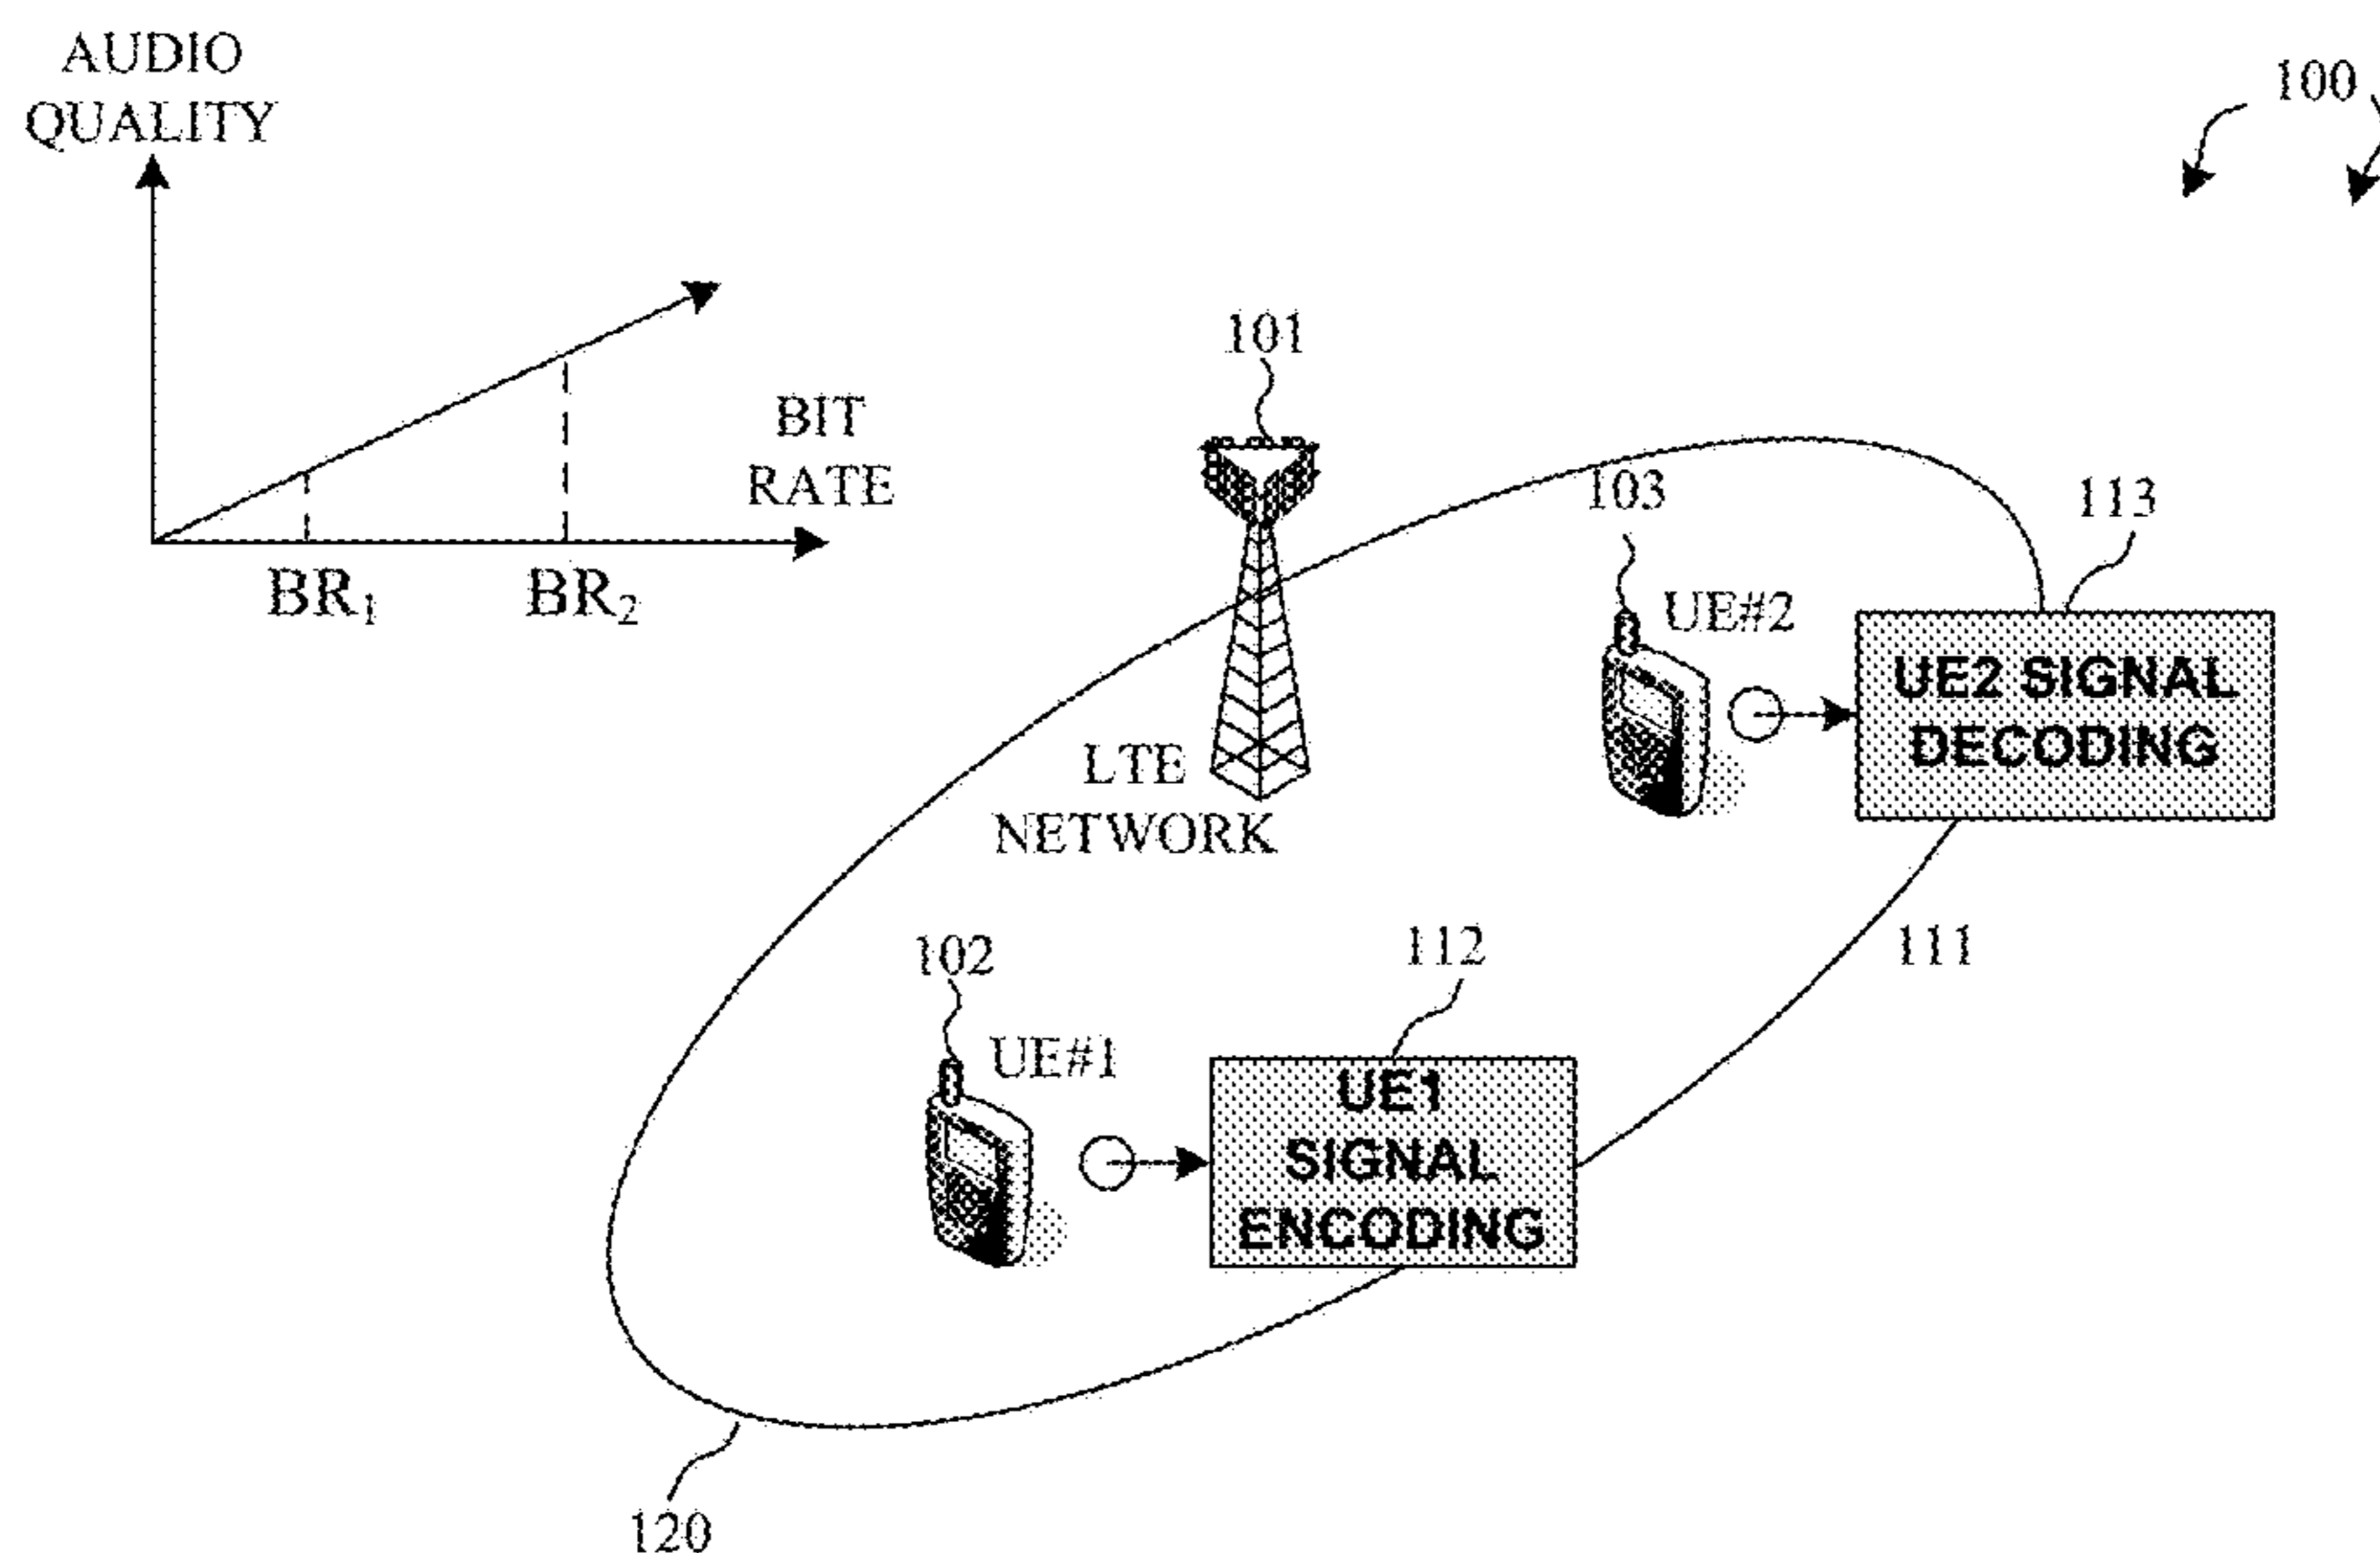 AUDIO
QUALITY
100
BIT
RATE
BR₁
BR₂
101
103
113
UE#2
UE2 SIGNAL
DECODING
LTE
NETWORK
111
102
112
UE#1
UE1
SIGNAL
ENCODING
120